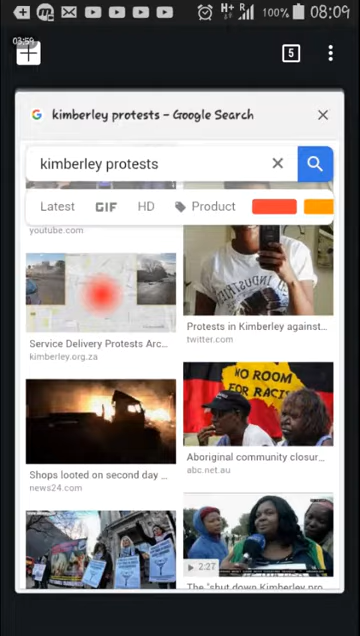 100% 08:09
03:59
5
kimberley protests – Google Search
kimberley protests
Latest GIF HD Product
youtube.com
Service Delivery Protests Arc...
kimberley.org.za
Protests in Kimberley against...
twitter.com
NO ROOM
FOR RACIS
Shops looted on second day ...
news24.com
Aboriginal community closur...
abc.net.au
2:27
The "shut down Kimberley pro